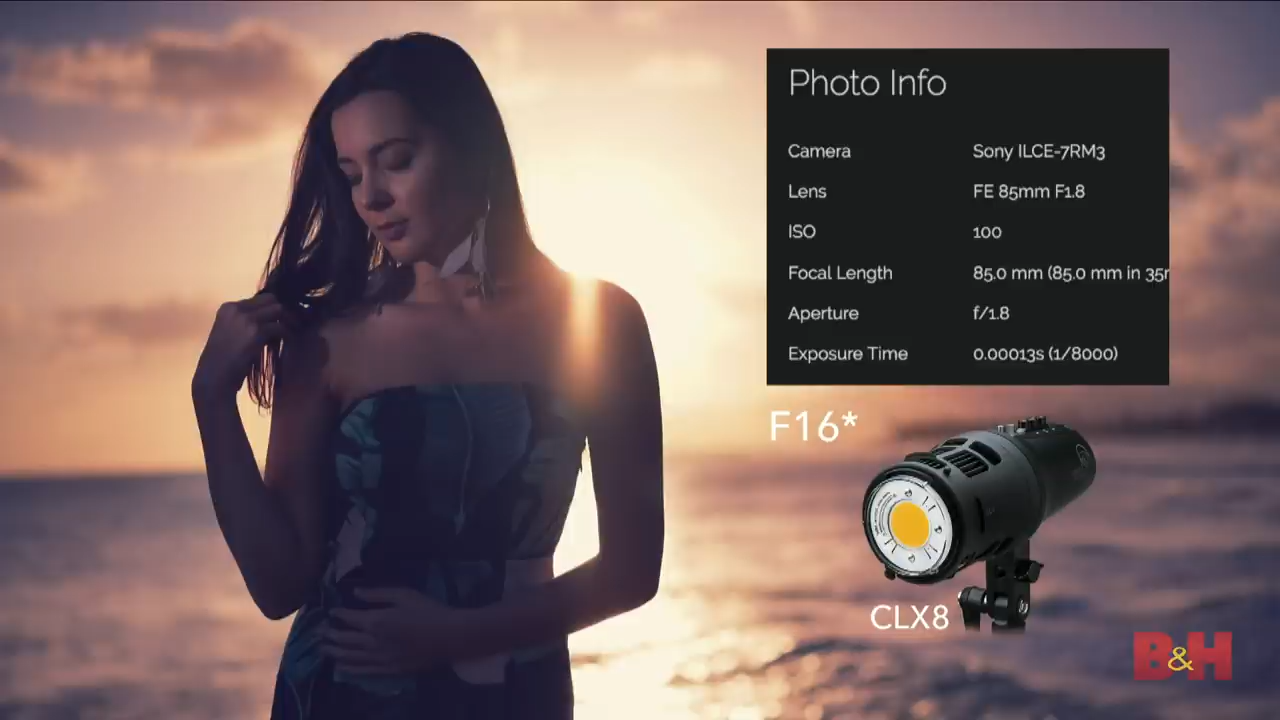 Photo Info
Camera Sony ILCE-7RM3
Lens FE 85mm F1.8
ISO 100
Focal Length 85.0 mm (85.0 mm in 35r
Aperture f/1.8
Exposure Time 0.00013s (1/8000)
F16*
CLX8
B&H